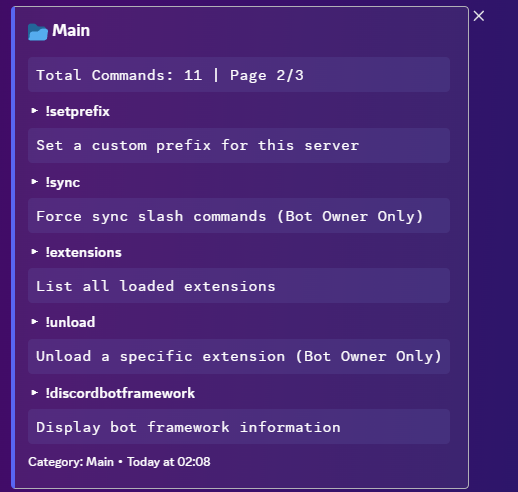 Main
Total Commands: 11 | Page 2/3
▸ !setprefix
Set a custom prefix for this server
▸ !sync
Force sync slash commands (Bot Owner Only)
▸ !extensions
List all loaded extensions
▸ !unload
Unload a specific extension (Bot Owner Only)
▸ !discordbotframework
Display bot framework information
Category: Main • Today at 02:08